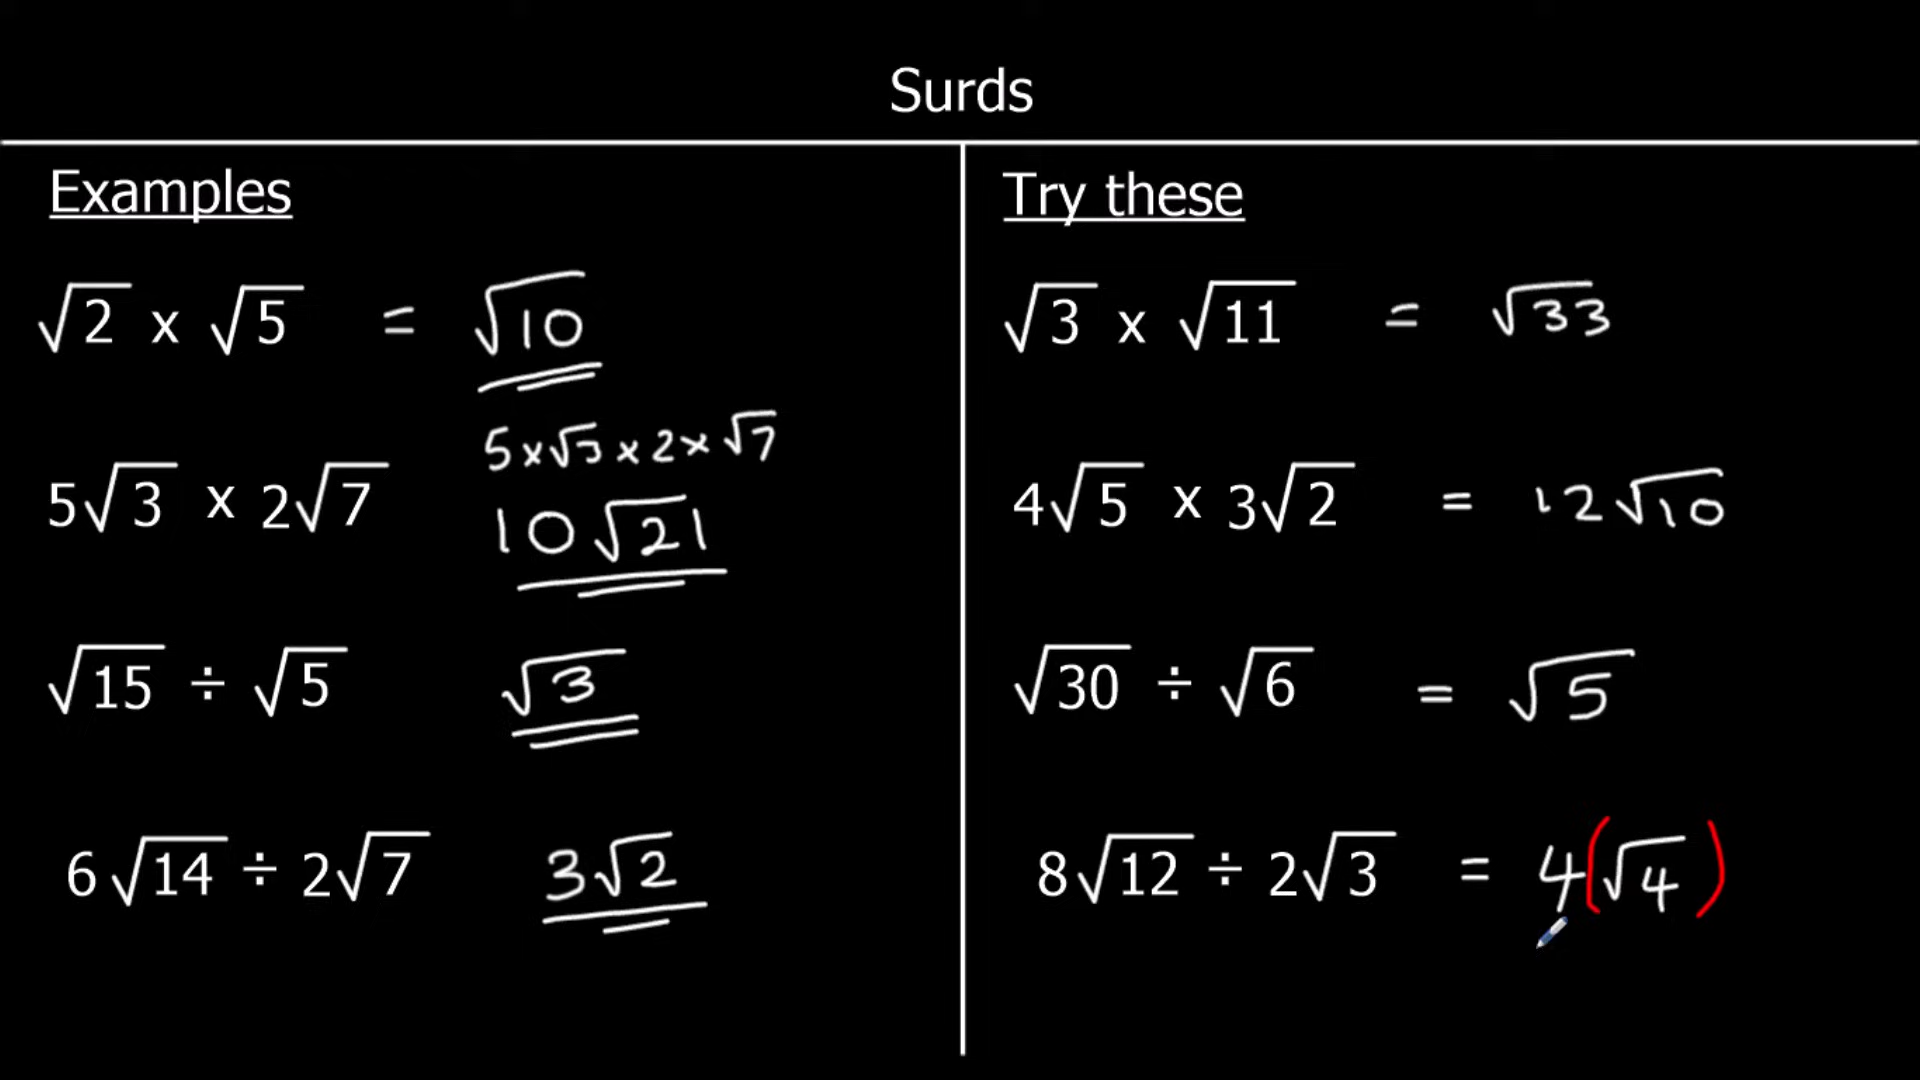 Surds
Examples
√2 x √5 = √10
5√3 x 2√7
5×√3×2×√7
10√21
√15 ÷ √5 √3
6√14 ÷ 2√7 3√2
Try these
√3 x √11 = √33
4√5 x 3√2 = 12√10
√30 ÷ √6 = √5
8√12 ÷ 2√3 = 4(√4)